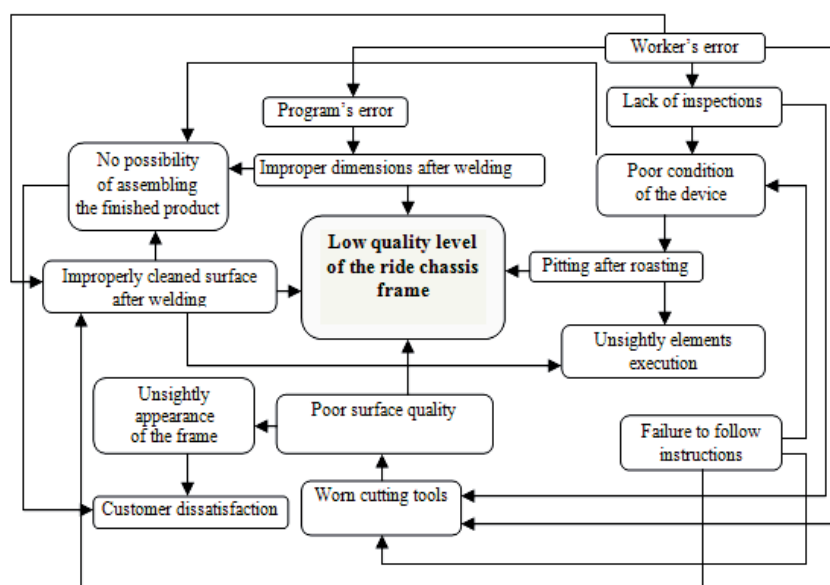 Worker's error
Lack of inspections
Program's error
No possibility
of assembling
the finished product
Improper dimensions after welding
Poor condition
of the device
Low quality level
of the ride chassis
frame
Pitting after roasting
Improperly cleaned surface
after welding
Unsightly elements
execution
Unsightly
appearance
of the frame
Poor surface quality
Failure to follow
instructions
Worn cutting tools
Customer dissatisfaction